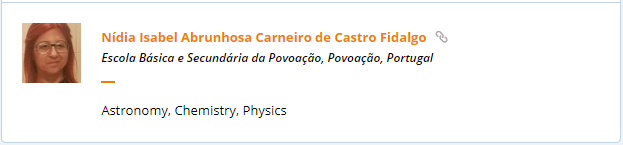 Nídia Isabel Abrunhosa Carneiro de Castro Fidalgo
Escola Básica e Secundária da Povoação, Povoação, Portugal
Astronomy, Chemistry, Physics